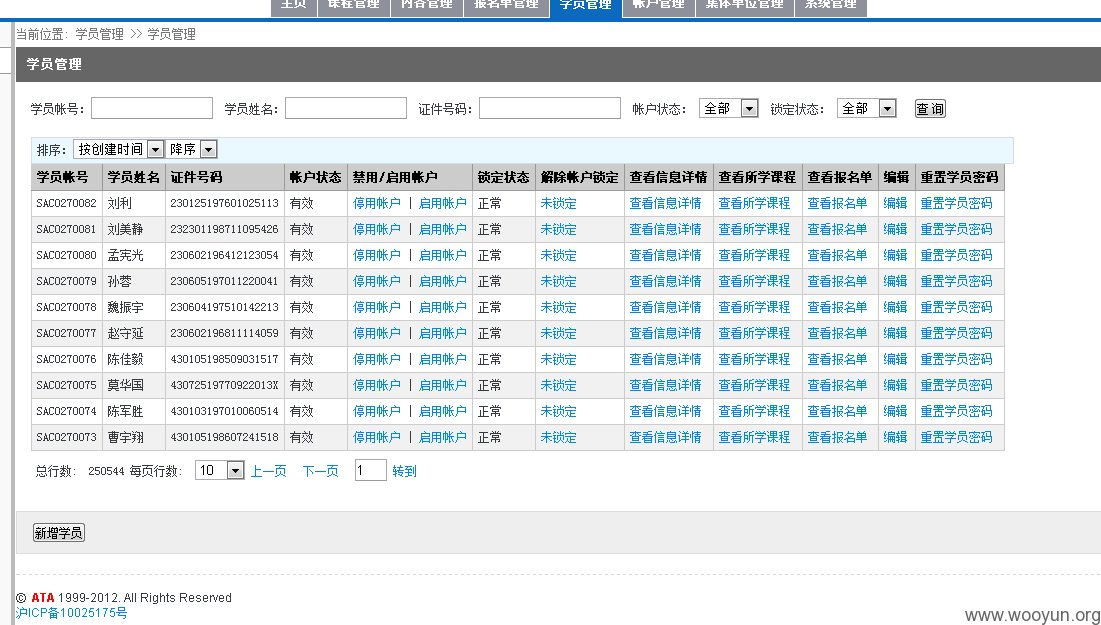 主页 课程管理 内容管理 报名单管理 学员管理 帐户管理 集体单位管理 系统管理
当前位置: 学员管理 >> 学员管理
学员管理
学员帐号: 学员姓名: 证件号码: 帐户状态: 全部 锁定状态: 全部 查询
排序: 按创建时间 降序
学员帐号 学员姓名 证件号码 帐户状态 禁用/启用帐户 锁定状态 解除帐户锁定 查看信息详情 查看所学课程 查看报名单 编辑 重置学员密码
SAC0270082 刘利 230125197601025113 有效 停用帐户 | 启用帐户 正常 未锁定 查看信息详情 查看所学课程 查看报名单 编辑 重置学员密码
SAC0270081 刘美静 232301198711095426 有效 停用帐户 | 启用帐户 正常 未锁定 查看信息详情 查看所学课程 查看报名单 编辑 重置学员密码
SAC0270080 孟宪光 230602196412123054 有效 停用帐户 | 启用帐户 正常 未锁定 查看信息详情 查看所学课程 查看报名单 编辑 重置学员密码
SAC0270079 孙蓉 230605197011220041 有效 停用帐户 | 启用帐户 正常 未锁定 查看信息详情 查看所学课程 查看报名单 编辑 重置学员密码
SAC0270078 魏振宇 230604197510142213 有效 停用帐户 | 启用帐户 正常 未锁定 查看信息详情 查看所学课程 查看报名单 编辑 重置学员密码
SAC0270077 赵守延 230602196811114059 有效 停用帐户 | 启用帐户 正常 未锁定 查看信息详情 查看所学课程 查看报名单 编辑 重置学员密码
SAC0270076 陈佳毅 430105198509031517 有效 停用帐户 | 启用帐户 正常 未锁定 查看信息详情 查看所学课程 查看报名单 编辑 重置学员密码
SAC0270075 莫华国 43072519770922013X 有效 停用帐户 | 启用帐户 正常 未锁定 查看信息详情 查看所学课程 查看报名单 编辑 重置学员密码
SAC0270074 陈军胜 430103197010060514 有效 停用帐户 | 启用帐户 正常 未锁定 查看信息详情 查看所学课程 查看报名单 编辑 重置学员密码
SAC0270073 曹宇翔 430105198607241518 有效 停用帐户 | 启用帐户 正常 未锁定 查看信息详情 查看所学课程 查看报名单 编辑 重置学员密码
总行数: 250544 每页行数: 10 上一页 下一页 1 转到
新增学员
© ATA 1999-2012. All Rights Reserved
沪ICP备10025175号
www.wooyun.org